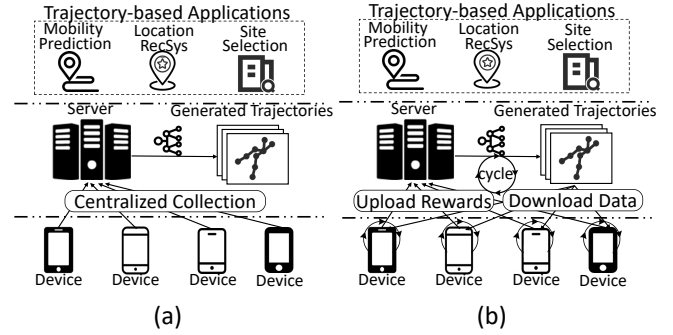 Trajectory-based Applications
Mobility Prediction
Location RecSys
Site Selection
Server
Generated Trajectories
Centralized Collection
Device
Device
Device
Device
(a)
Trajectory-based Applications
Mobility Prediction
Location RecSys
Site Selection
Server
Generated Trajectories
cycle
Upload Rewards
Download Data
Device
Device
Device
Device
(b)